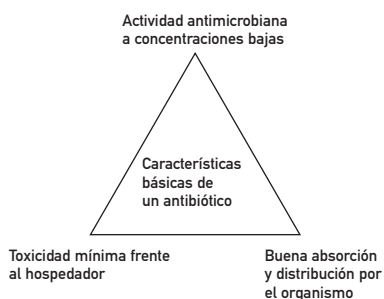 Actividad antimicrobiana
a concentraciones bajas
Características
básicas de
un antibiótico
Toxicidad mínima frente
al hospedador
Buena absorción
y distribución por
el organismo